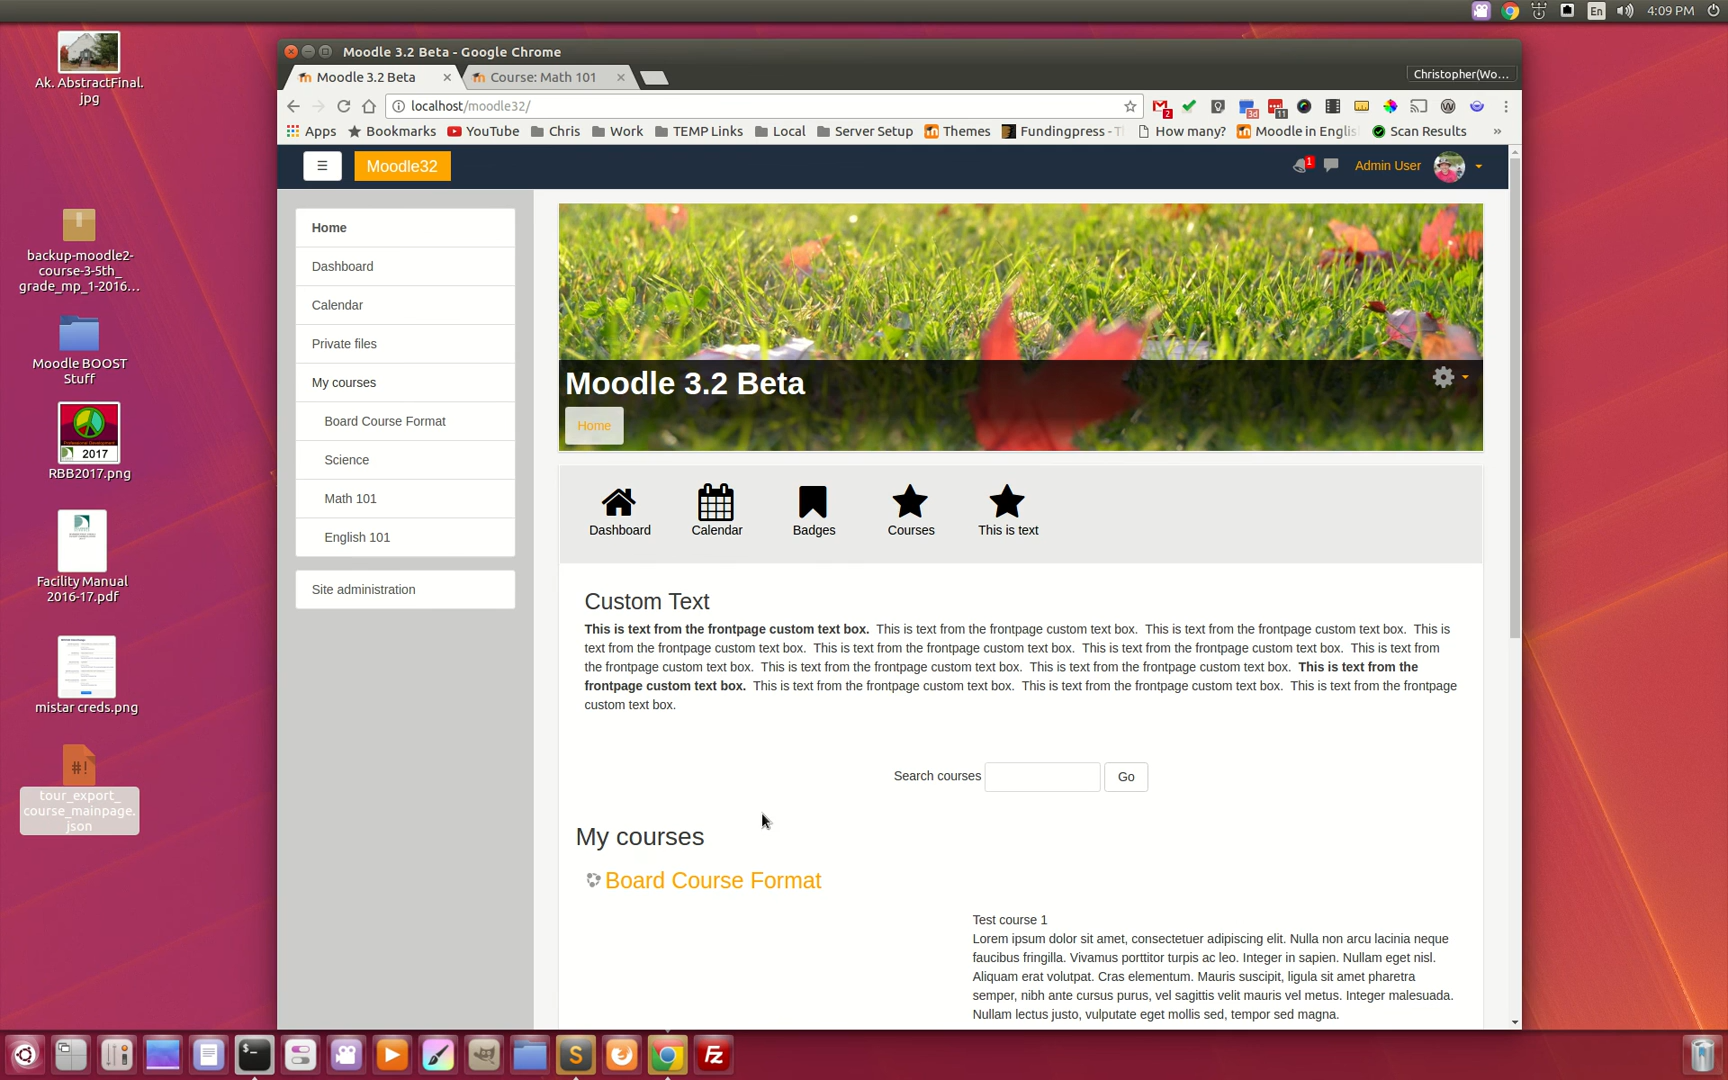 En
4:09 PM
Ak. AbstractFinal.
jpg
backup-moodle2-
course-3-5th_
grade_mp_1-2016...
Moodle BOOST
Stuff
2017
RBB2017.png
Facility Manual
2016-17.pdf
mistar creds.png
#!
tour_export_
course_mainpage.
json
Moodle 3.2 Beta - Google Chrome
Moodle 3.2 Beta
Course: Math 101
Christopher(Wo...
localhost/moodle32/
2
3d
11
Apps
Bookmarks
YouTube
Chris
Work
TEMP Links
Local
Server Setup
Themes
Fundingpress - T
How many?
Moodle in Englis
Scan Results
»
Moodle32
1
Admin User
Home
Dashboard
Calendar
Private files
My courses
Board Course Format
Science
Math 101
English 101
Site administration
Moodle 3.2 Beta
Home
Dashboard
Calendar
Badges
Courses
This is text
Custom Text
This is text from the frontpage custom text box. This is text from the frontpage custom text box. This is text from the frontpage custom text box. This is
text from the frontpage custom text box. This is text from the frontpage custom text box. This is text from the frontpage custom text box. This is text from
the frontpage custom text box. This is text from the frontpage custom text box. This is text from the frontpage custom text box. This is text from the
frontpage custom text box. This is text from the frontpage custom text box. This is text from the frontpage custom text box. This is text from the frontpage
custom text box.
Search courses
Go
My courses
Board Course Format
Test course 1
Lorem ipsum dolor sit amet, consectetuer adipiscing elit. Nulla non arcu lacinia neque
faucibus fringilla. Vivamus porttitor turpis ac leo. Integer in sapien. Nullam eget nisl.
Aliquam erat volutpat. Cras elementum. Mauris suscipit, ligula sit amet pharetra
semper, nibh ante cursus purus, vel sagittis velit mauris vel metus. Integer malesuada.
Nullam lectus justo, vulputate eget mollis sed, tempor sed magna.
>_
S
Fz